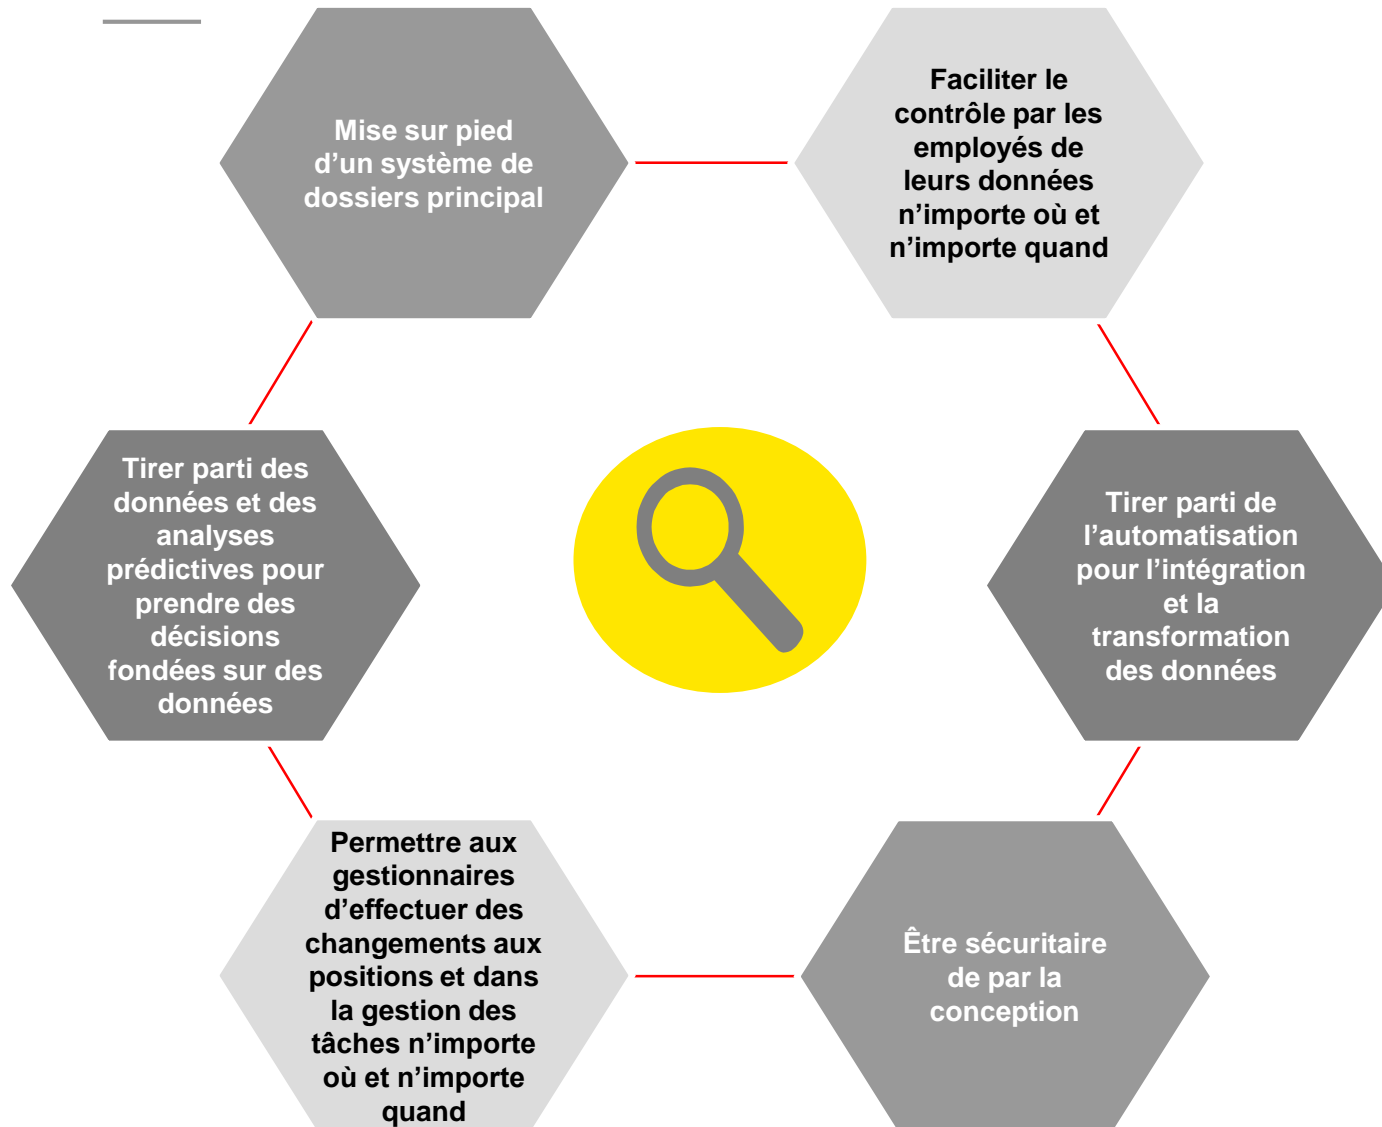 Mise sur pied
d’un système de
dossiers principal
Faciliter le
contrôle par les
employés de
leurs données
n’importe où et
n’importe quand
Tirer parti des
données et des
analyses
prédictives pour
prendre des
décisions
fondées sur des
données
Tirer parti de
l’automatisation
pour l’intégration
et la
transformation
des données
Permettre aux
gestionnaires
d’effectuer des
changements aux
positions et dans
la gestion des
tâches n’importe
où et n’importe
quand
Être sécuritaire
de par la
conception